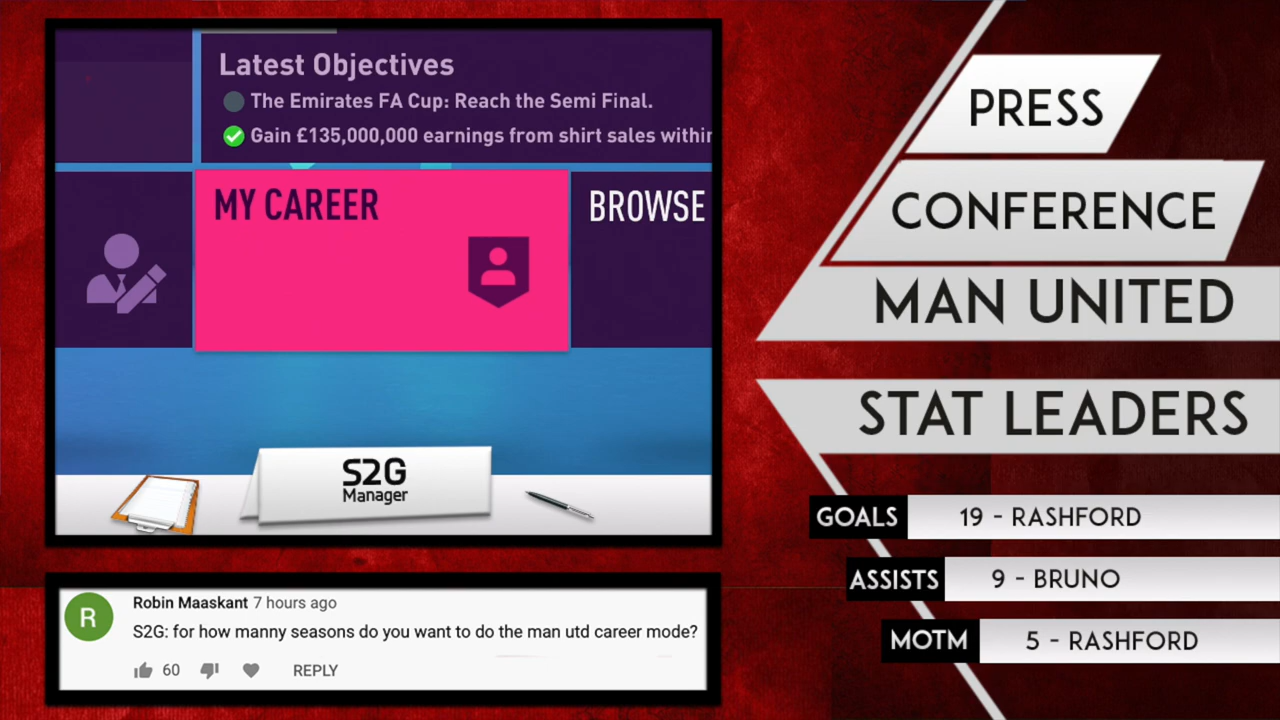 Latest Objectives
The Emirates FA Cup: Reach the Semi Final.
Gain £135,000,000 earnings from shirt sales within
MY CAREER
BROWSE
S2G
Manager
Robin Maaskant 7 hours ago
S2G: for how manny seasons do you want to do the man utd career mode?
60 REPLY
R
PRESS
CONFERENCE
MAN UNITED
STAT LEADERS
GOALS 19 - RASHFORD
ASSISTS 9 - BRUNO
MOTM 5 - RASHFORD